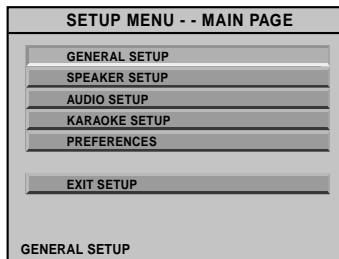 SETUP MENU - - MAIN PAGE
GENERAL SETUP
SPEAKER SETUP
AUDIO SETUP
KARAOKE SETUP
PREFERENCES
EXIT SETUP
GENERAL SETUP